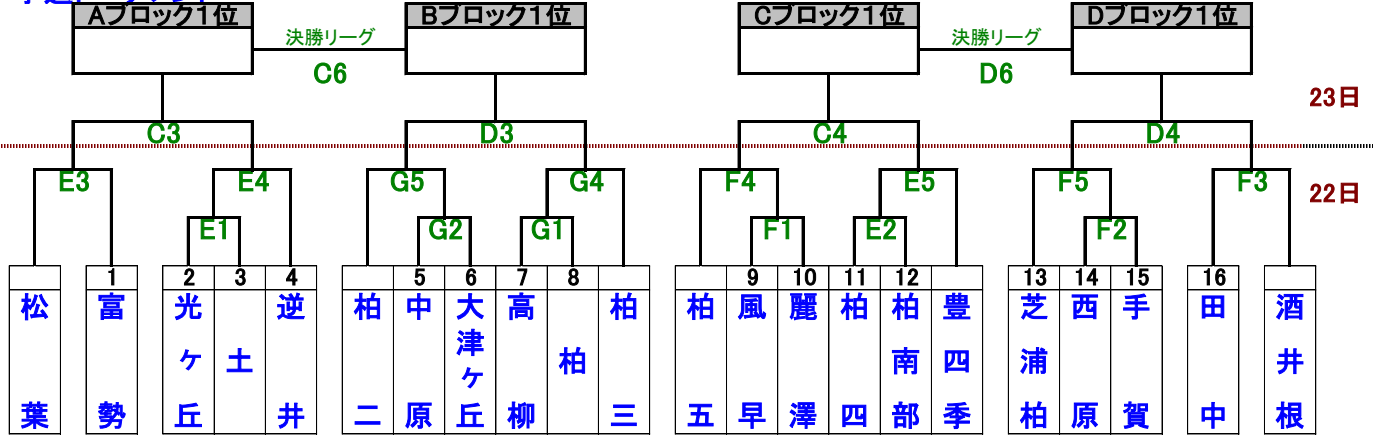 Aブロック1位 Bブロック1位 Cブロック1位 Dブロック1位
決勝リーグ 決勝リーグ
C6 D6
23日
C3 D3 C4 D4
E3 E4 G5 G4 F4 E5 F5 F3
22日
E1 G2 G1 F1 E2 F2
1 2 3 4 5 6 7 8 9 10 11 12 13 14 15 16
松葉
富勢
光ヶ丘
土
逆井
柏二
中原
大津ヶ丘
高柳
柏
柏三
柏五
風早
麗澤
柏四
柏南部
豊四季
芝浦柏
西原
手賀
田中
酒井根